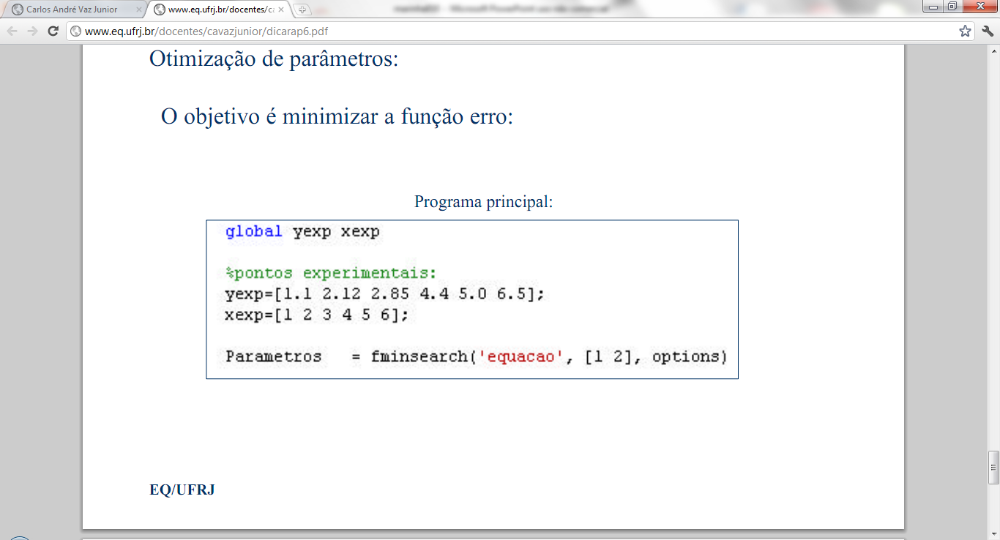 Carlos André Vaz Junior
www.eq.ufrj.br/docentes/ca
www.eq.ufrj.br/docentes/cavazjunior/dicarap6.pdf
Otimização de parâmetros:
O objetivo é minimizar a função erro:
Programa principal:
global yexp xexp
%pontos experimentais:
yexp=[1.1 2.12 2.85 4.4 5.0 6.5];
xexp=[1 2 3 4 5 6];
Parametros = fminsearch('equacao', [1 2], options)
EQ/UFRJ